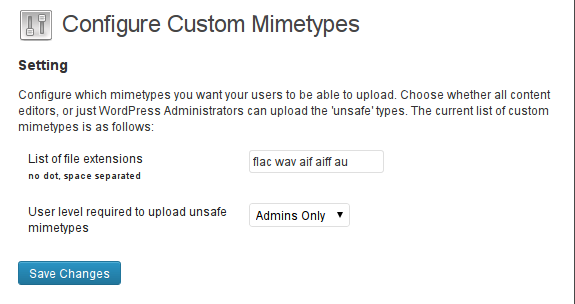 Configure Custom Mimetypes
Setting
Configure which mimetypes you want your users to be able to upload. Choose whether all content
editors, or just WordPress Administrators can upload the 'unsafe' types. The current list of custom
mimetypes is as follows:
List of file extensions
no dot, space separated
flac wav aif aiff au
User level required to upload unsafe
mimetypes
Admins Only
Save Changes